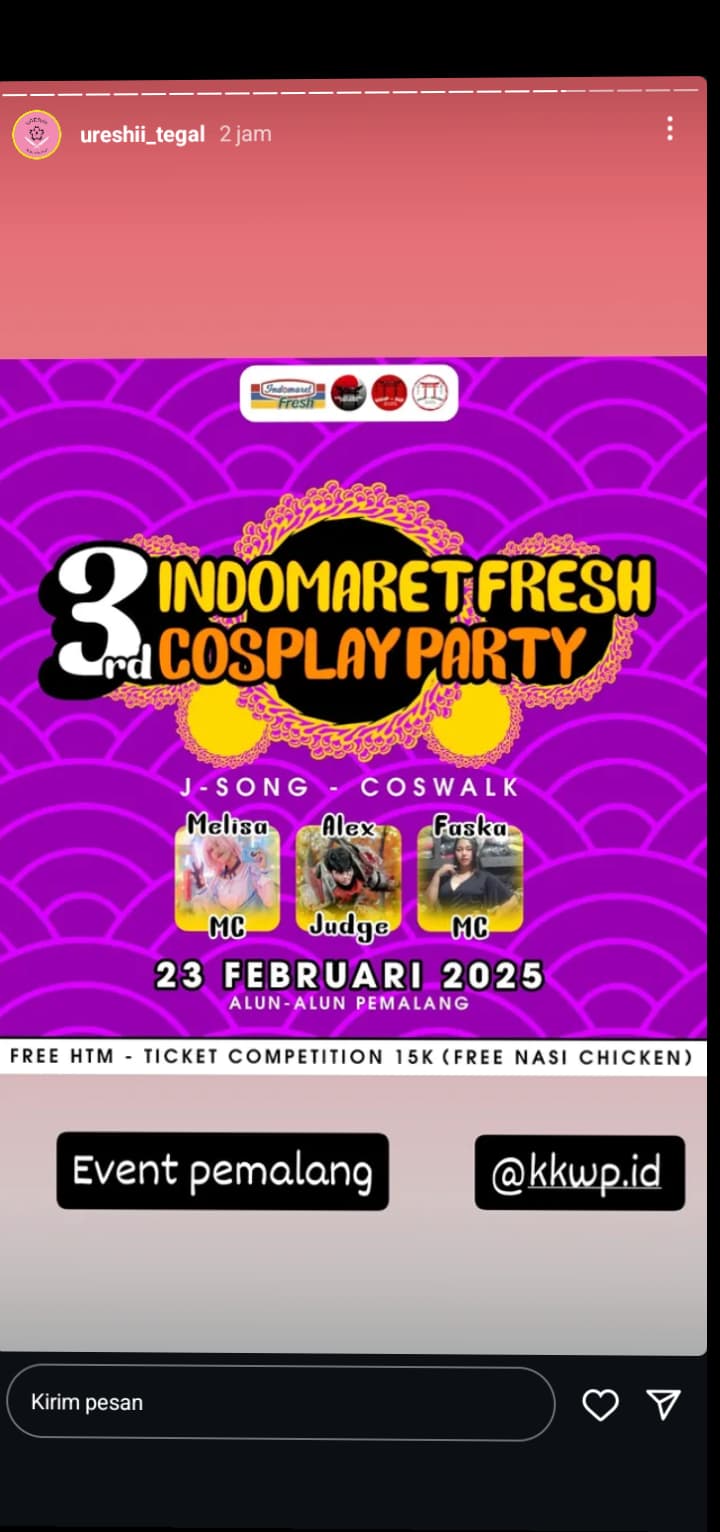 ureshii_tegal 2 jam
Indomaret
Fresh
3rd INDOMARET FRESH
COSPLAY PARTY
J-SONG - COSWALK
Melisa Alex Faska
MC Judge MC
23 FEBRUARI 2025
ALUN-ALUN PEMALANG
FREE HTM - TICKET COMPETITION 15K (FREE NASI CHICKEN)
Event pemalang @kkwp.id
Kirim pesan